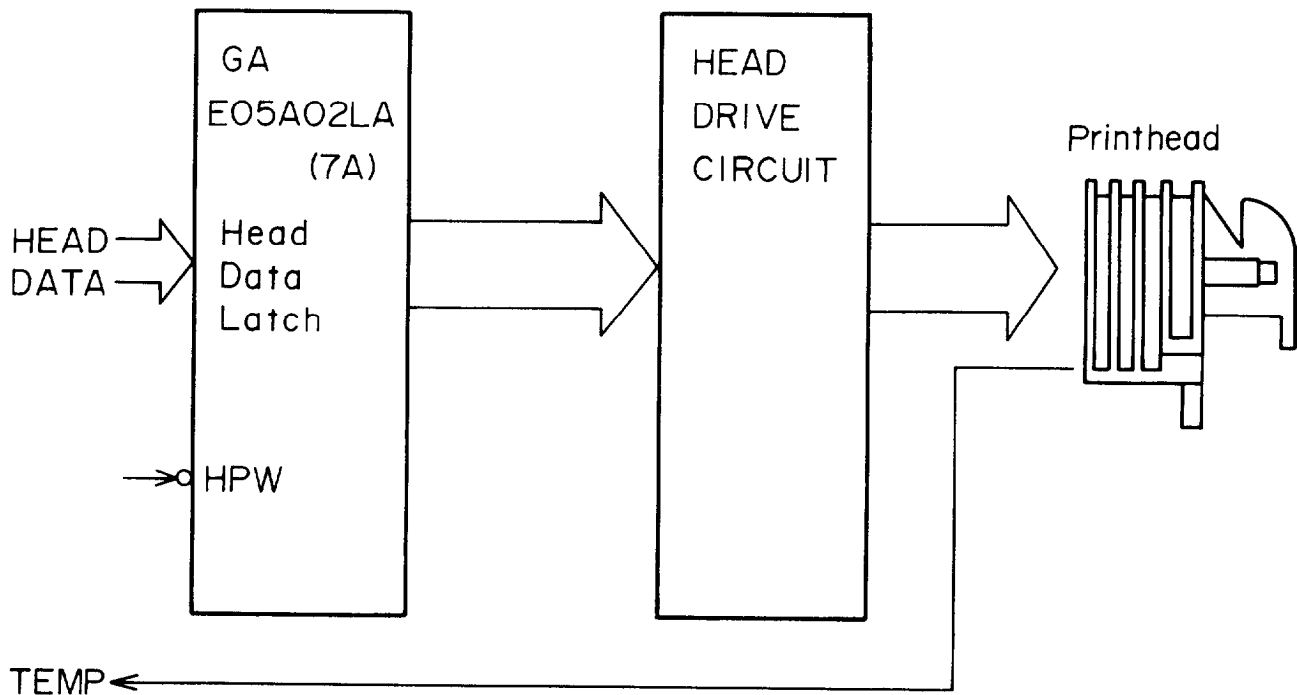 GA
E05A02LA
(7A)
Head
Data
Latch
HPW
HEAD
DATA
HEAD
DRIVE
CIRCUIT
Printhead
TEMP